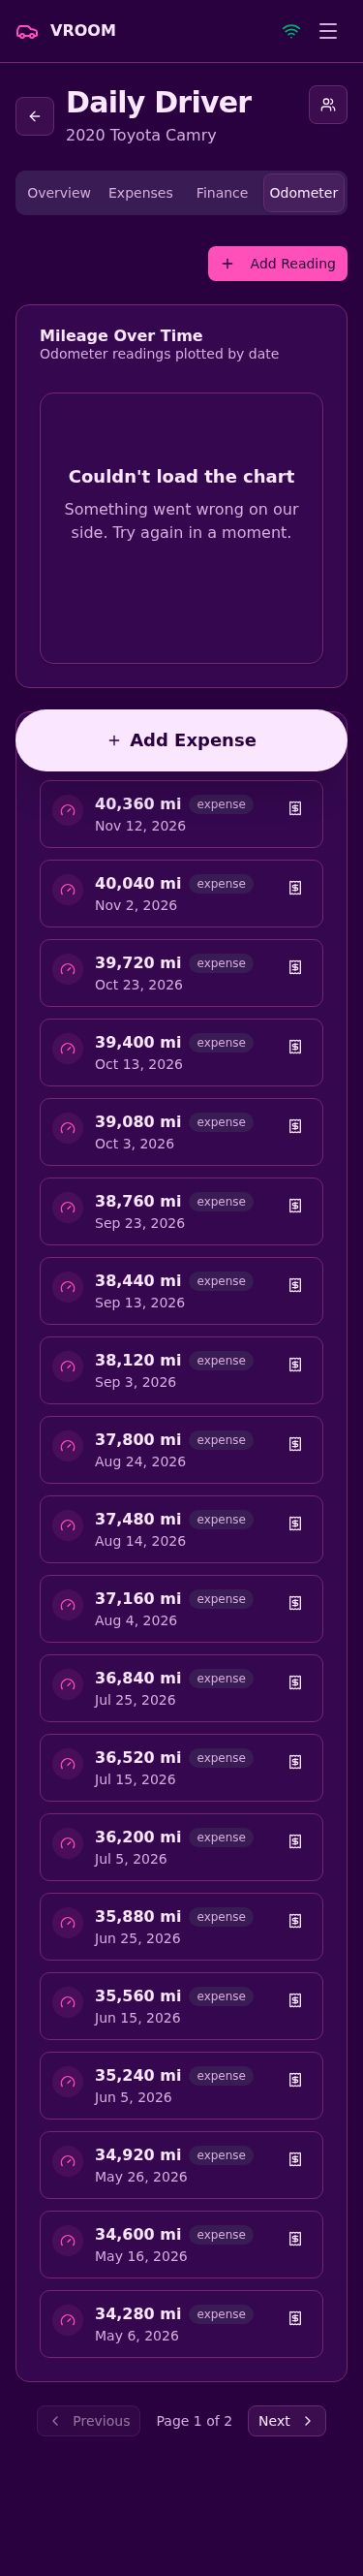 VROOM
Daily Driver
2020 Toyota Camry
Overview Expenses Finance Odometer
+ Add Reading
Mileage Over Time
Odometer readings plotted by date
Couldn't load the chart
Something went wrong on our
side. Try again in a moment.
+ Add Expense
40,360 mi expense
Nov 12, 2026
40,040 mi expense
Nov 2, 2026
39,720 mi expense
Oct 23, 2026
39,400 mi expense
Oct 13, 2026
39,080 mi expense
Oct 3, 2026
38,760 mi expense
Sep 23, 2026
38,440 mi expense
Sep 13, 2026
38,120 mi expense
Sep 3, 2026
37,800 mi expense
Aug 24, 2026
37,480 mi expense
Aug 14, 2026
37,160 mi expense
Aug 4, 2026
36,840 mi expense
Jul 25, 2026
36,520 mi expense
Jul 15, 2026
36,200 mi expense
Jul 5, 2026
35,880 mi expense
Jun 25, 2026
35,560 mi expense
Jun 15, 2026
35,240 mi expense
Jun 5, 2026
34,920 mi expense
May 26, 2026
34,600 mi expense
May 16, 2026
34,280 mi expense
May 6, 2026
Previous Page 1 of 2 Next